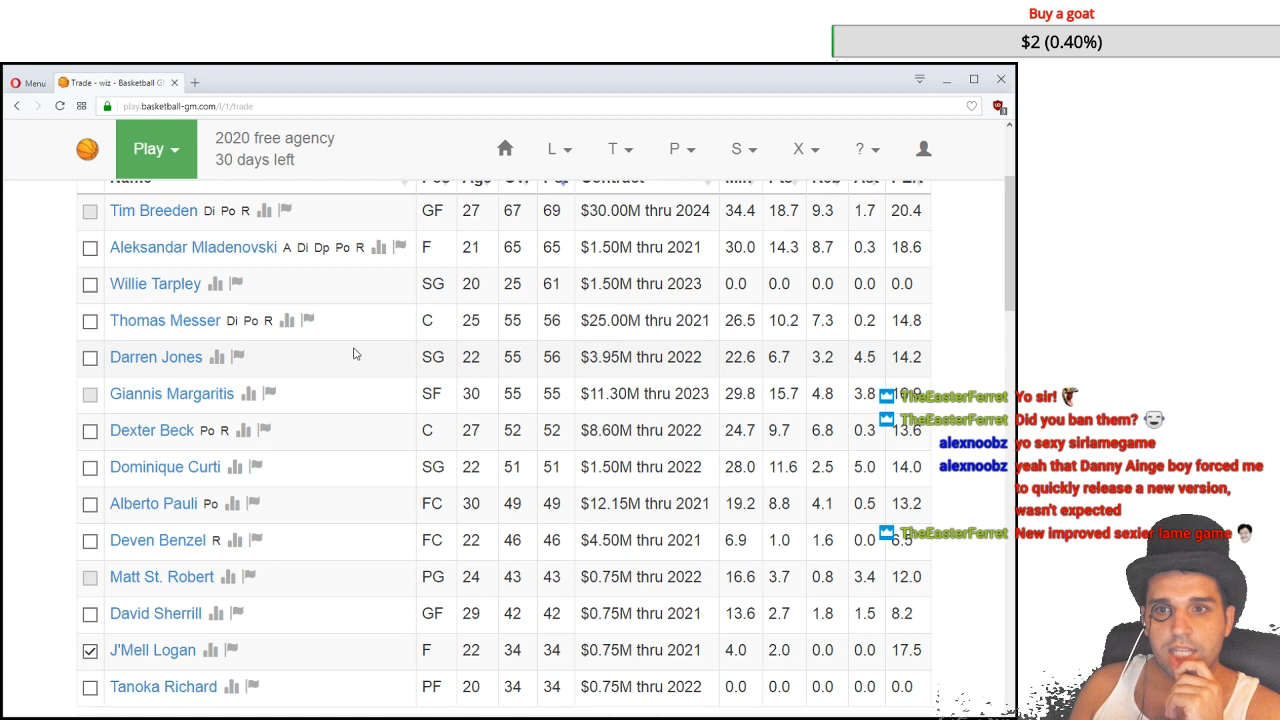 Buy a goat
$2 (0.40%)
Menu
Trade - wiz - Basketball G
play.basketball-gm.com/l/1/trade
Play
2020 free agency
30 days left
L T P S X ?
Tim Breeden Di Po R GF 27 67 69 $30.00M thru 2024 34.4 18.7 9.3 1.7 20.4
Aleksandar Mladenovski A Di Dp Po R F 21 65 65 $1.50M thru 2021 30.0 14.3 8.7 0.3 18.6
Willie Tarpley SG 20 25 61 $1.50M thru 2023 0.0 0.0 0.0 0.0 0.0
Thomas Messer Di Po R C 25 55 56 $25.00M thru 2021 26.5 10.2 7.3 0.2 14.8
Darren Jones SG 22 55 56 $3.95M thru 2022 22.6 6.7 3.2 4.5 14.2
Giannis Margaritis SF 30 55 55 $11.30M thru 2023 29.8 15.7 4.8 3.8
Dexter Beck Po R C 27 52 52 $8.60M thru 2022 24.7 9.7 6.8 0.3 13.6
Dominique Curti SG 22 51 51 $1.50M thru 2022 28.0 11.6 2.5 5.0 14.0
Alberto Pauli Po FC 30 49 49 $12.15M thru 2021 19.2 8.8 4.1 0.5 13.2
Deven Benzel R FC 22 46 46 $4.50M thru 2021 6.9 1.0 1.6 0.0
Matt St. Robert PG 24 43 43 $0.75M thru 2022 16.6 3.7 0.8 3.4 12.0
David Sherrill GF 29 42 42 $0.75M thru 2021 13.6 2.7 1.8 1.5 8.2
J'Mell Logan F 22 34 34 $0.75M thru 2021 4.0 2.0 0.0 0.0 17.5
Tanoka Richard PF 20 34 34 $0.75M thru 2022 0.0 0.0 0.0 0.0 0.0
TheEasterFerret Yo sir!
TheEasterFerret Did you ban them?
alexnoobz yo sexy sirlamegame
alexnoobz yeah that Danny Ainge boy forced me
to quickly release a new version,
wasn't expected
TheEasterFerret New improved sexier lame game